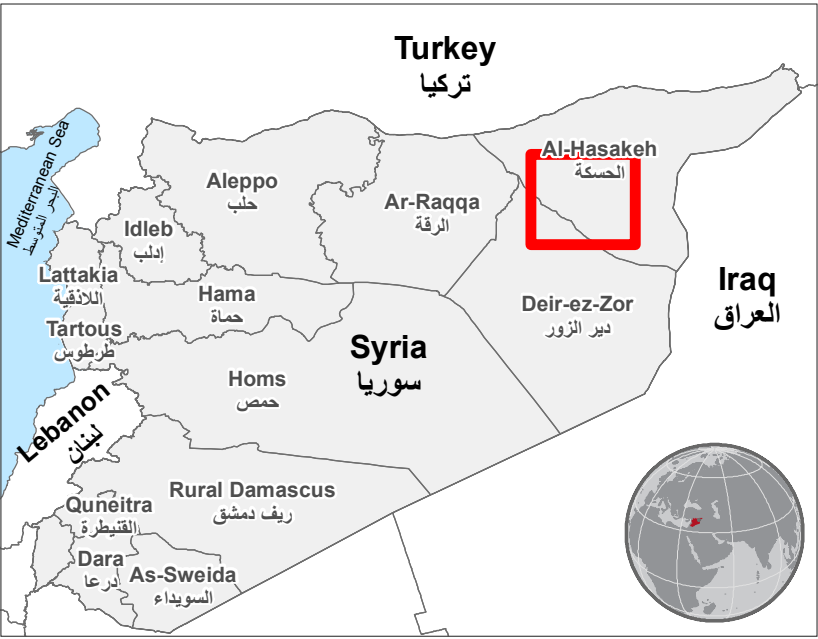 Turkey
تركيا
Mediterranean Sea
البحر المتوسط
Al-Hasakeh
الحسكة
Aleppo
حلب
Ar-Raqqa
الرقة
Idleb
إدلب
Lattakia
اللاذقية
Hama
حماة
Iraq
العراق
Deir-ez-Zor
دير الزور
Tartous
طرطوس
Syria
سوريا
Homs
حمص
Lebanon
لبنان
Rural Damascus
ريف دمشق
Quneitra
القنيطرة
Dara
درعا
As-Sweida
السويداء